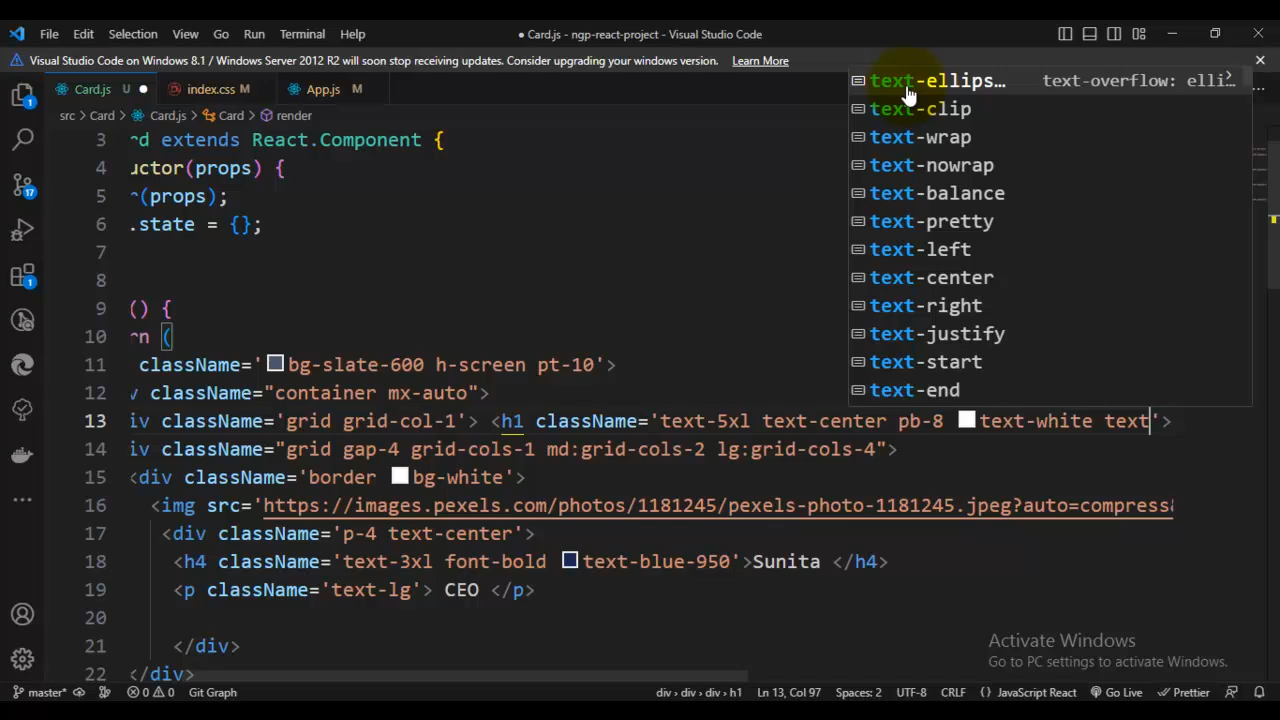 File Edit Selection View Go Run Terminal Help ● Card.js - ngp-react-project - Visual Studio Code
Visual Studio Code on Windows 8.1 / Windows Server 2012 R2 will soon stop receiving updates. Consider upgrading your windows version. Learn More
Card.js U ● index.css M App.js M
src > Card > Card.js > Card > render
text-ellips… text-overflow: elli…
text-clip
text-wrap
text-nowrap
text-balance
text-pretty
text-left
text-center
text-right
text-justify
text-start
text-end
3 rd extends React.Component {
4 uctor(props) {
5 (props);
6 .state = {};
7
8
9 () {
10 rn (
11 className='bg-slate-600 h-screen pt-10'>
12 className="container mx-auto">
13 iv className='grid grid-col-1'> <h1 className='text-5xl text-center pb-8 text-white text'>
14 iv className="grid gap-4 grid-cols-1 md:grid-cols-2 lg:grid-cols-4">
15 <div className='border bg-white'>
16 <img src='https://images.pexels.com/photos/1181245/pexels-photo-1181245.jpeg?auto=compress&
17 <div className='p-4 text-center'>
18 <h4 className='text-3xl font-bold text-blue-950'>Sunita </h4>
19 <p className='text-lg'> CEO </p>
20
21 </div>
22 </div>
17
1
1
Activate Windows
Go to PC settings to activate Windows.
master* 0 0 Git Graph div > div > div > h1 Ln 13, Col 97 Spaces: 2 UTF-8 CRLF {} JavaScript React Go Live Prettier